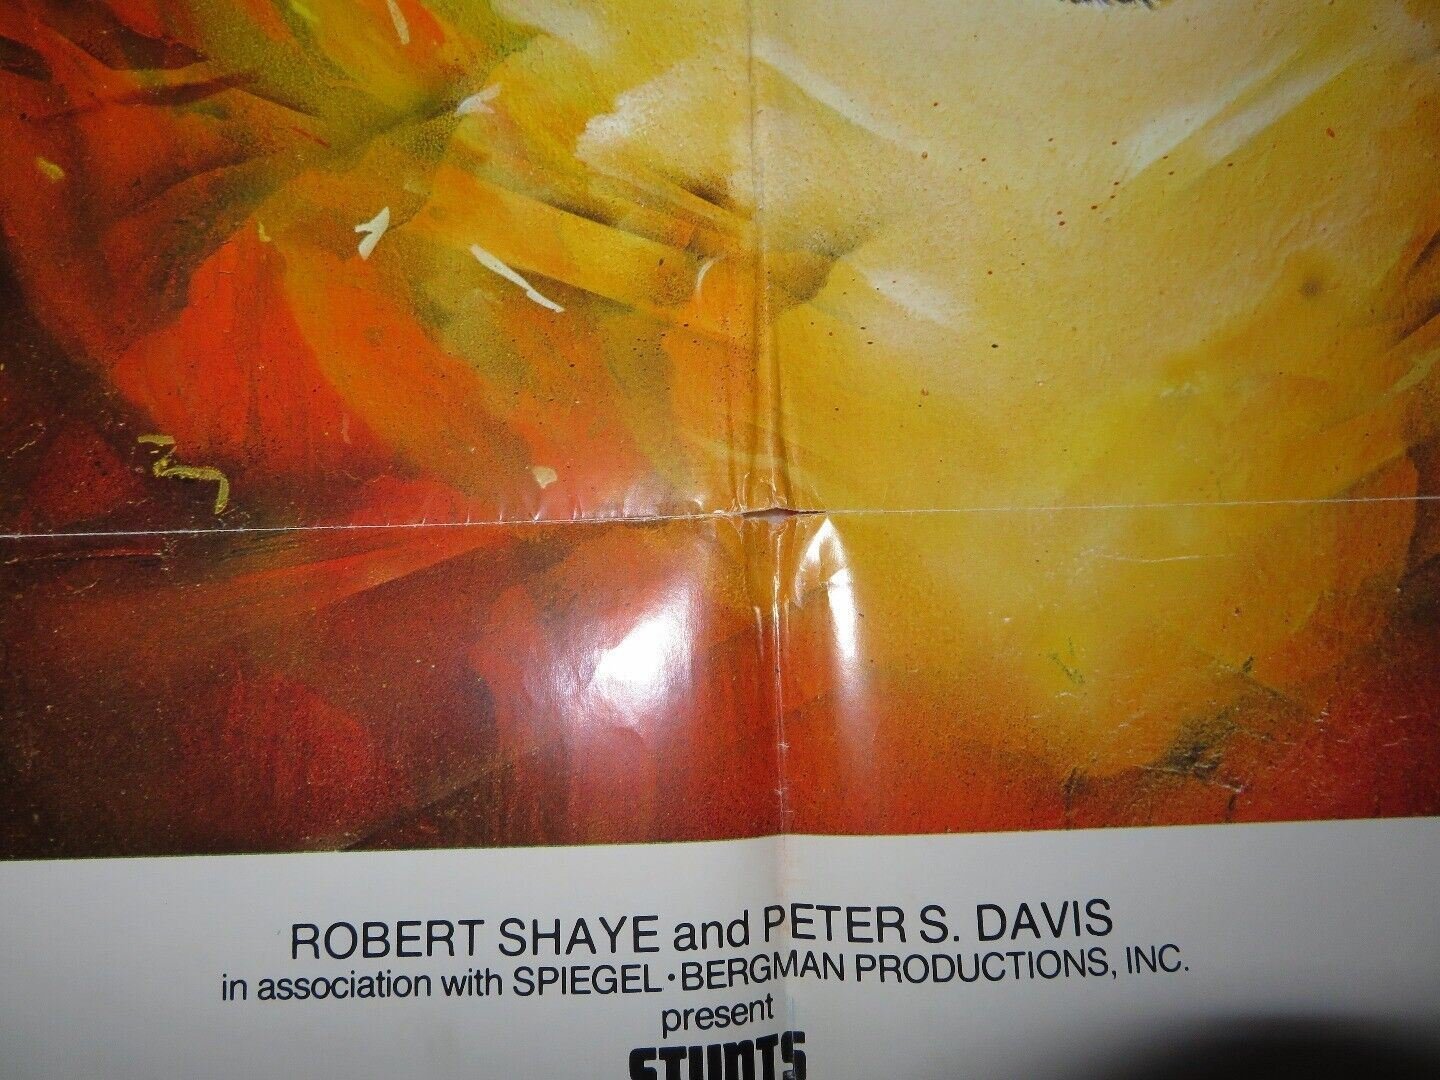 ROBERT SHAYE and PETER S. DAVIS
in association with SPIEGEL·BERGMAN PRODUCTIONS, INC.
present
STUNTS